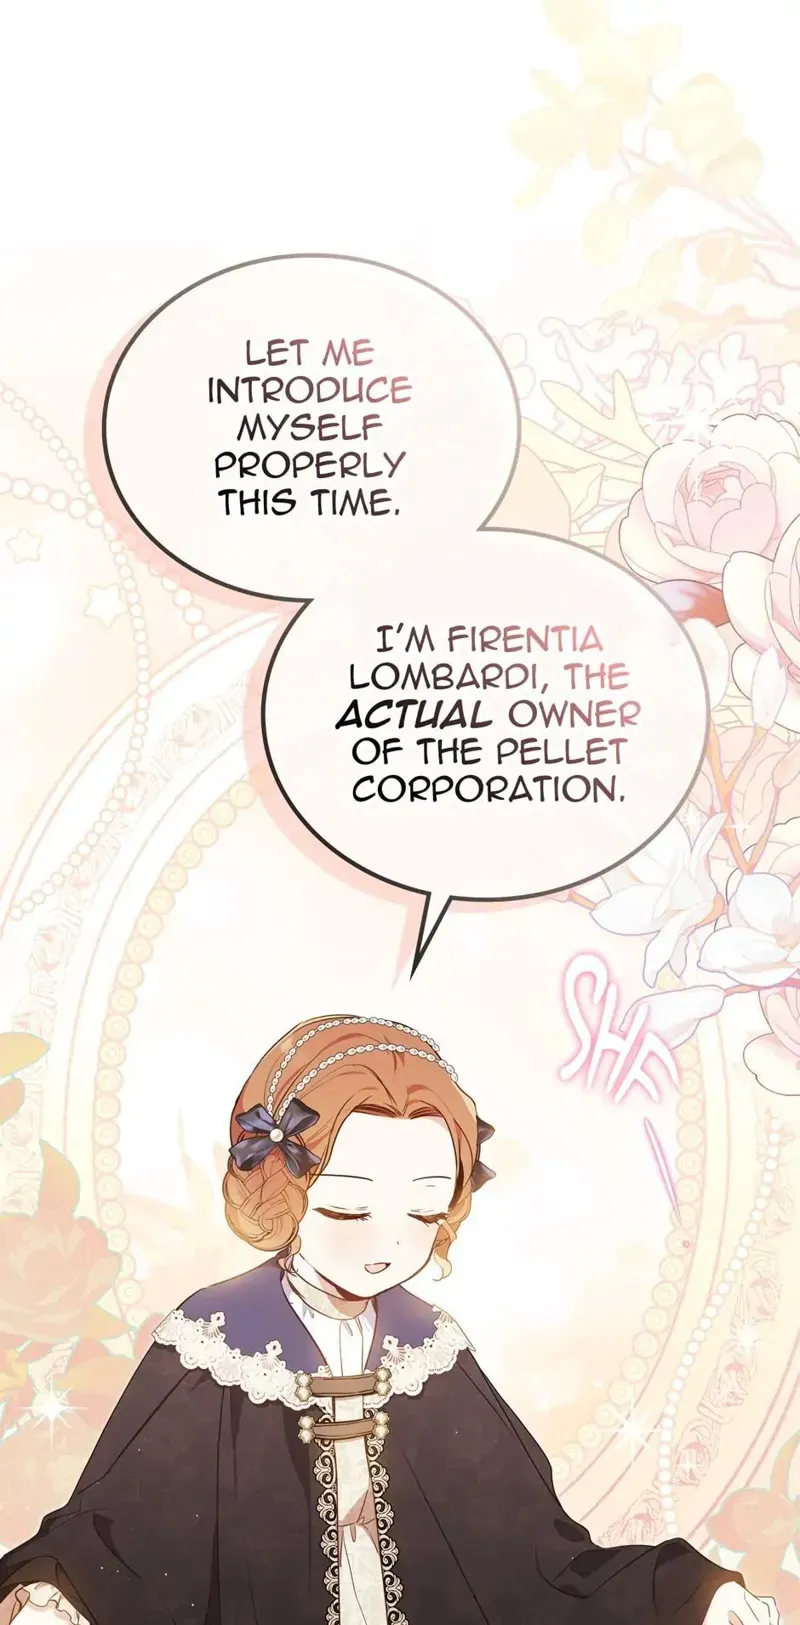 LET ME
INTRODUCE
MYSELF
PROPERLY
THIS TIME.
I'M FIRENTIA
LOMBARDI, THE
ACTUAL OWNER
OF THE PELLET
CORPORATION.
SHF